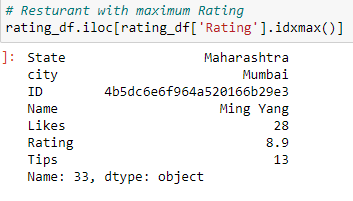 # Resturant with maximum Rating
rating_df.iloc[rating_df['Rating'].idxmax()]
]: State Maharashtra
city Mumbai
ID 4b5dc6e6f964a520166b29e3
Name Ming Yang
Likes 28
Rating 8.9
Tips 13
Name: 33, dtype: object